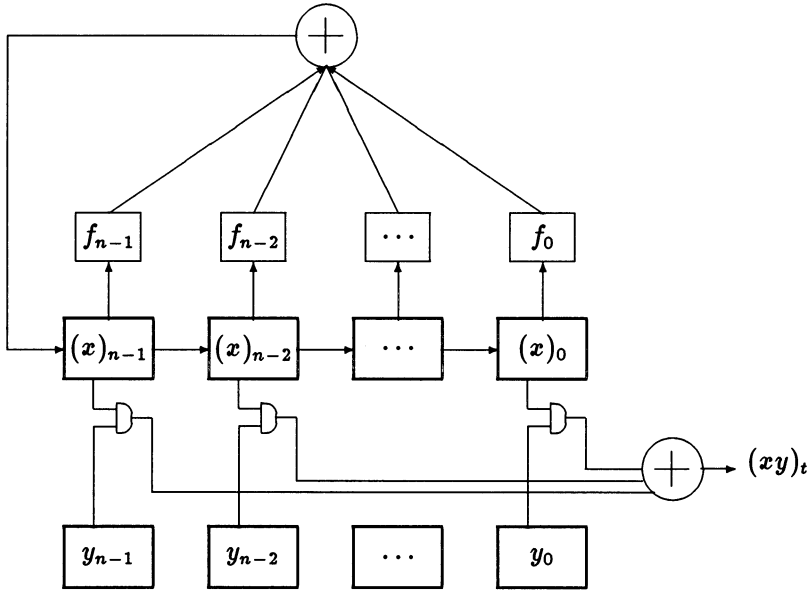 +
f_{n-1} f_{n-2} ··· f_0
(x)_{n-1} (x)_{n-2} ··· (x)_0
+ (xy)_t
y_{n-1} y_{n-2} ··· y_0